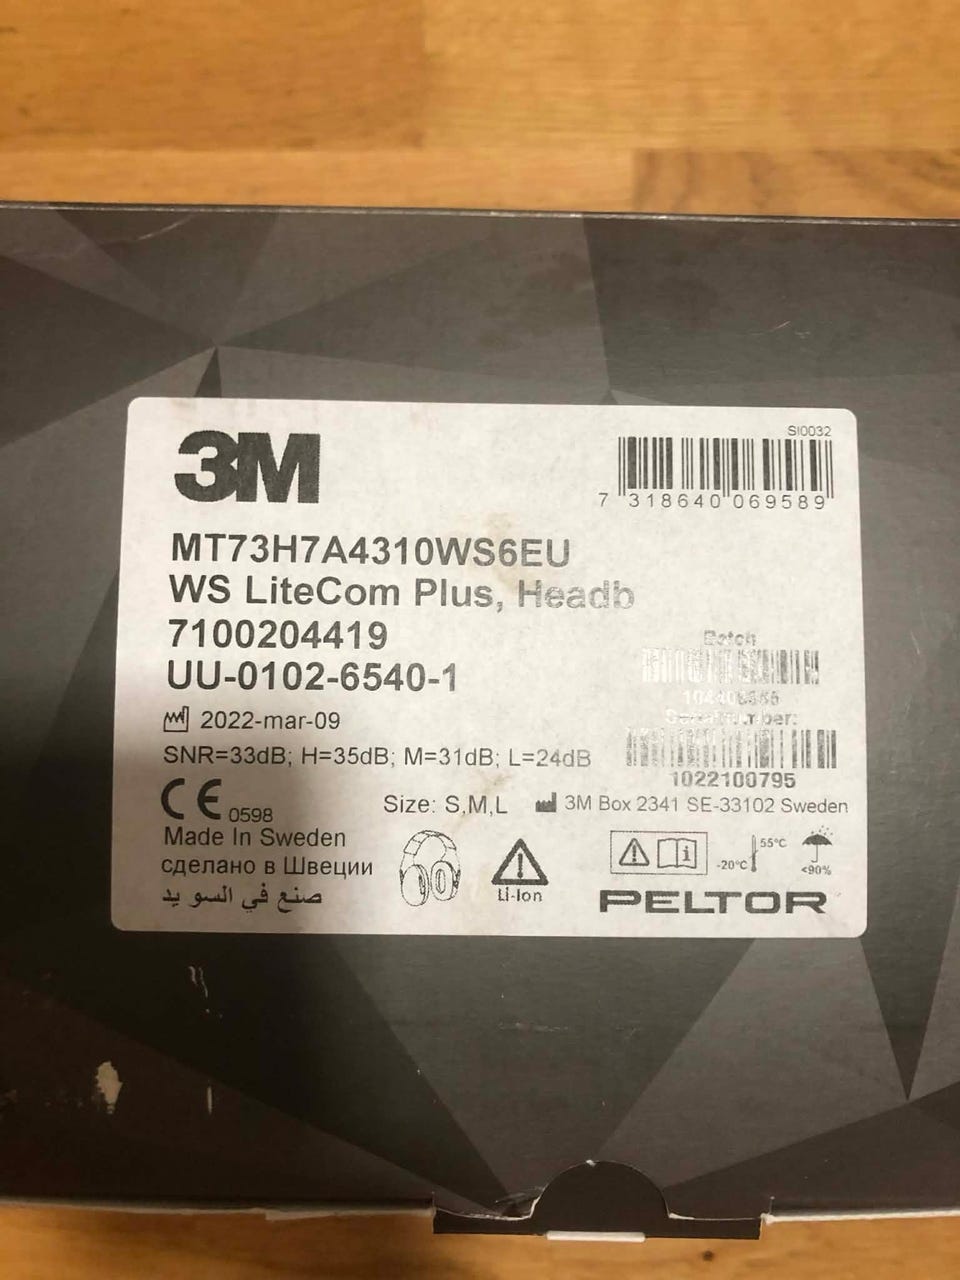 3M
SI0032
7 318640 069589
MT73H7A4310WS6EU
WS LiteCom Plus, Headb
7100204419
UU-0102-6540-1
Batch
2022-mar-09
SNR=33dB; H=35dB; M=31dB; L=24dB
1022100795
CE 0598
Size: S,M,L
3M Box 2341 SE-33102 Sweden
Made In Sweden
сделано в Швеции
صنع في السويد
Li-Ion
-20°C
55°C
<90%
PELTOR